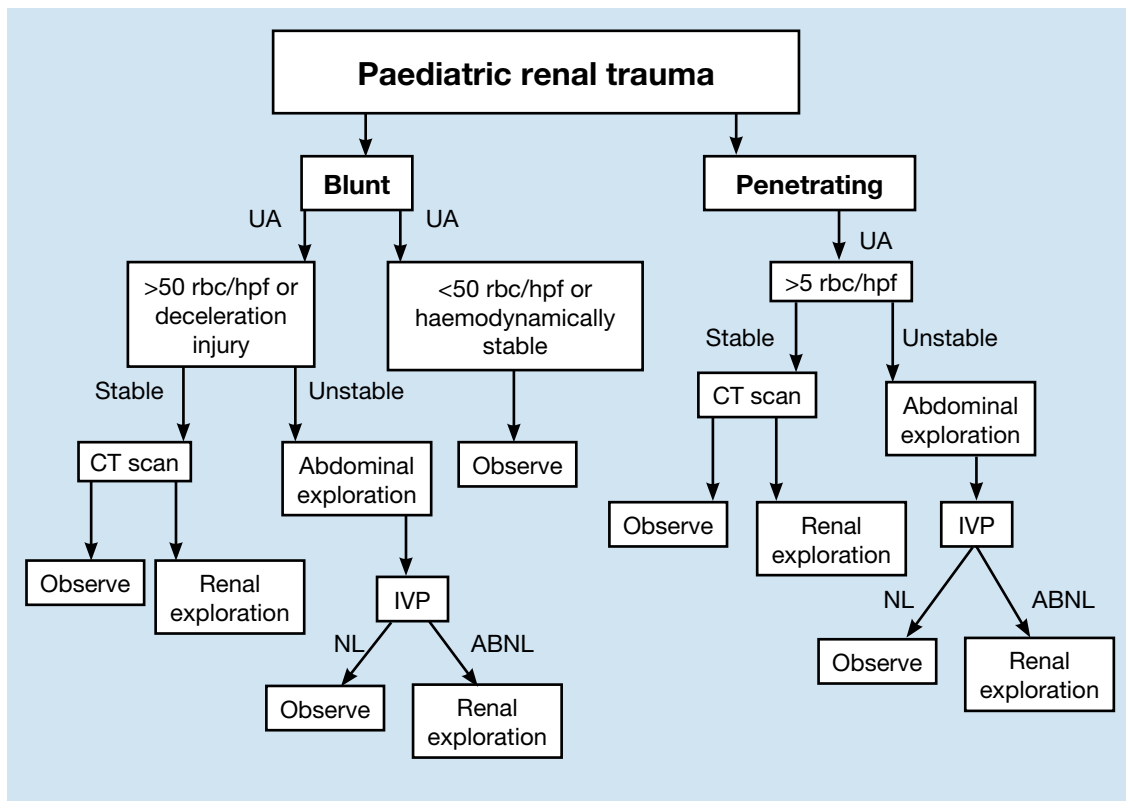 Paediatric renal trauma
Blunt
Penetrating
UA
UA
UA
>50 rbc/hpf or
deceleration
injury
<50 rbc/hpf or
haemodynamically
stable
>5 rbc/hpf
Stable
Unstable
Stable
Unstable
CT scan
Abdominal
exploration
Observe
CT scan
Abdominal
exploration
Observe
Renal
exploration
IVP
NL
ABNL
Observe
Renal
exploration
Observe
Renal
exploration
IVP
NL
ABNL
Observe
Renal
exploration